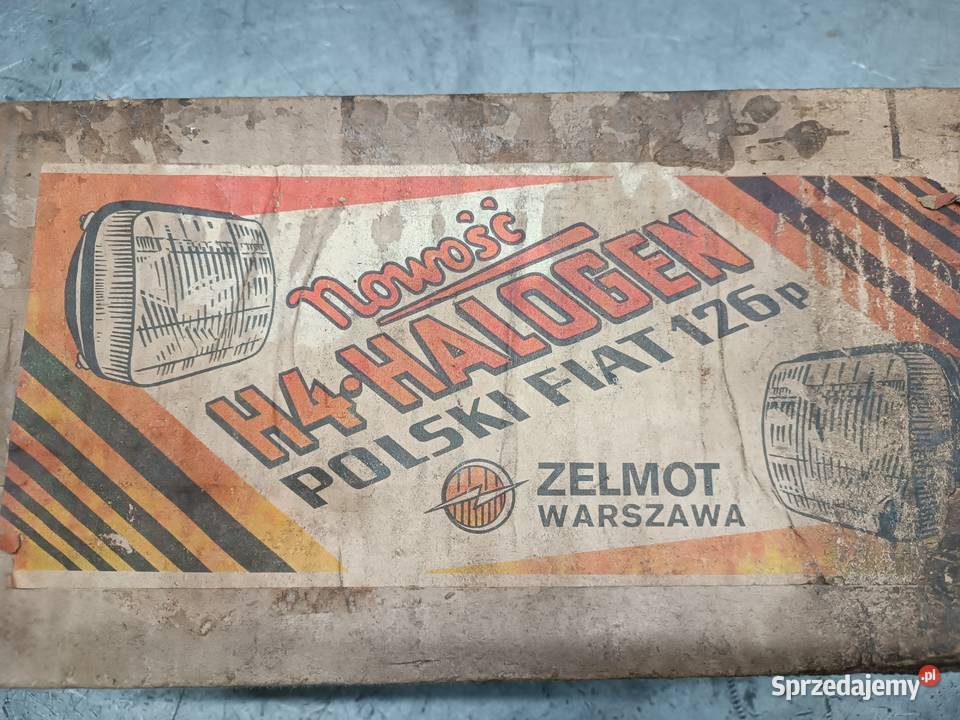 Nowość
H4·HALOGEN
POLSKI FIAT 126p
ZEŁMOT
WARSZAWA
Sprzedajemy.pl